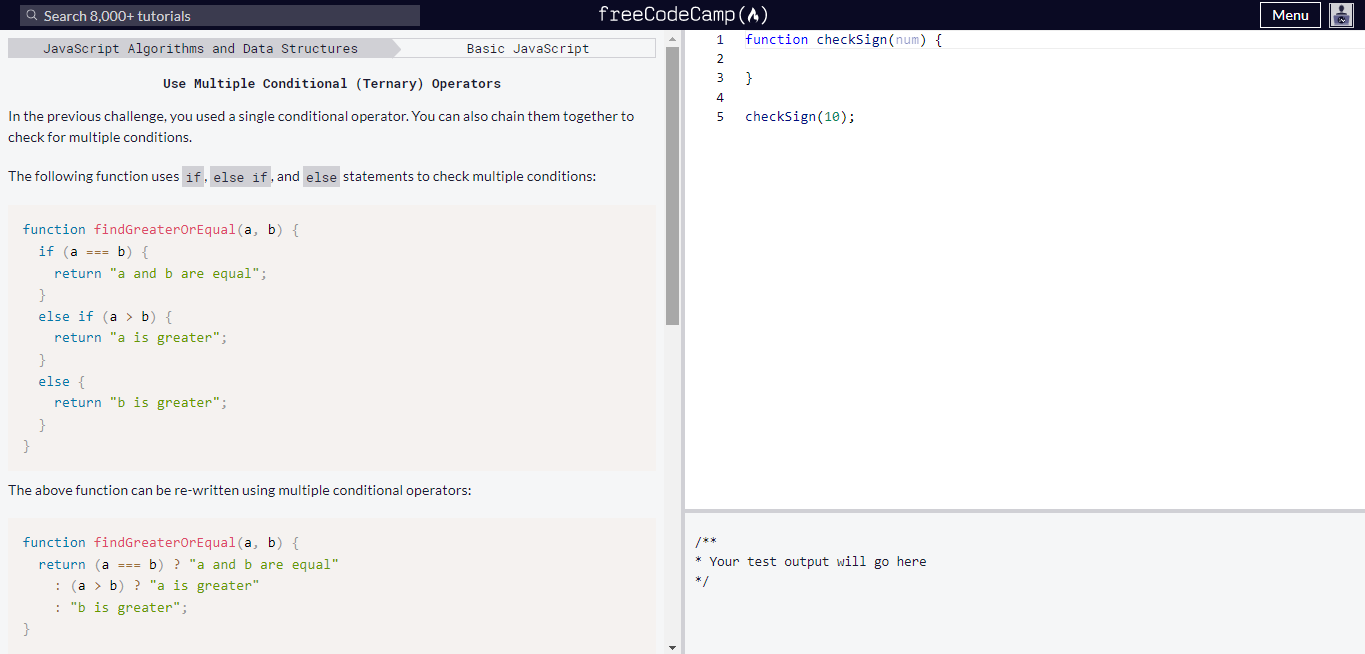 Search 8,000+ tutorials
freeCodeCamp
Menu
JavaScript Algorithms and Data Structures
Basic JavaScript
Use Multiple Conditional (Ternary) Operators
In the previous challenge, you used a single conditional operator. You can also chain them together to
check for multiple conditions.
The following function uses if, else if, and else statements to check multiple conditions:
function findGreaterOrEqual(a, b) {
  if (a === b) {
    return "a and b are equal";
  }
  else if (a > b) {
    return "a is greater";
  }
  else {
    return "b is greater";
  }
}
The above function can be re-written using multiple conditional operators:
function findGreaterOrEqual(a, b) {
  return (a === b) ? "a and b are equal"
    : (a > b) ? "a is greater"
    : "b is greater";
}
1 function checkSign(num) {
2
3 }
4
5 checkSign(10);
/**
* Your test output will go here
*/